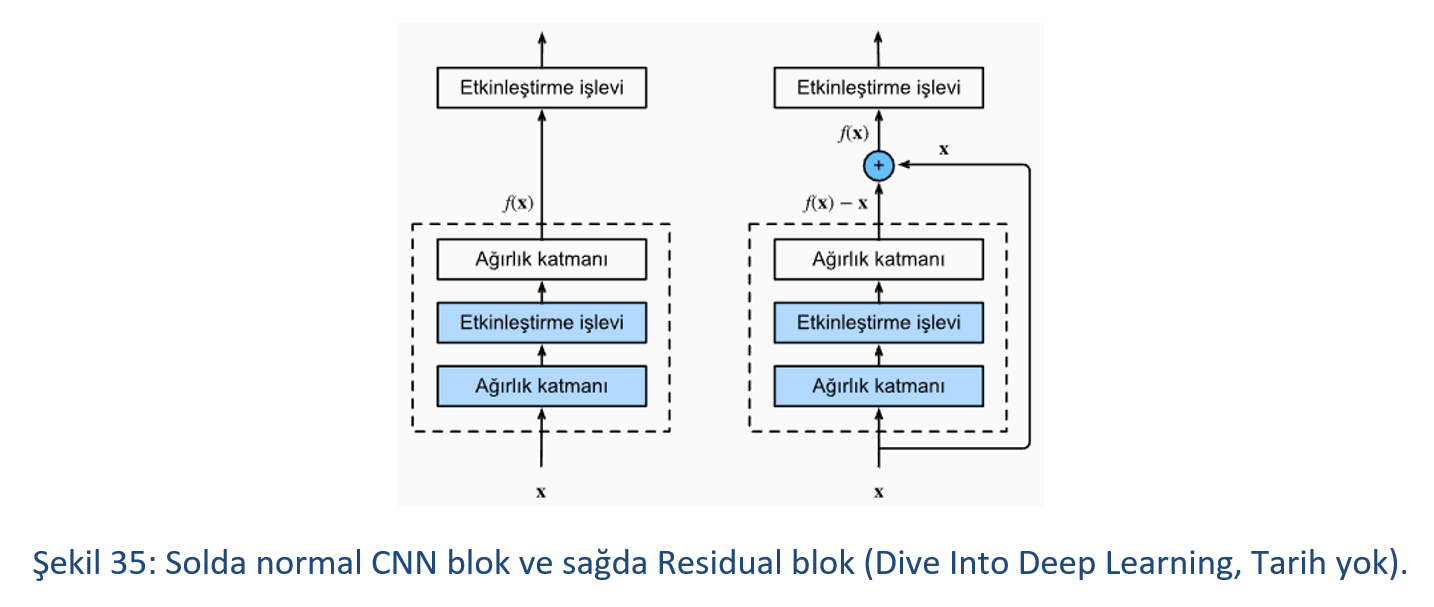 Etkinleştirme işlevi
f(x)
Ağırlık katmanı
Etkinleştirme işlevi
Ağırlık katmanı
x
Etkinleştirme işlevi
f(x)
+
x
f(x) − x
Ağırlık katmanı
Etkinleştirme işlevi
Ağırlık katmanı
x
Şekil 35: Solda normal CNN blok ve sağda Residual blok (Dive Into Deep Learning, Tarih yok).